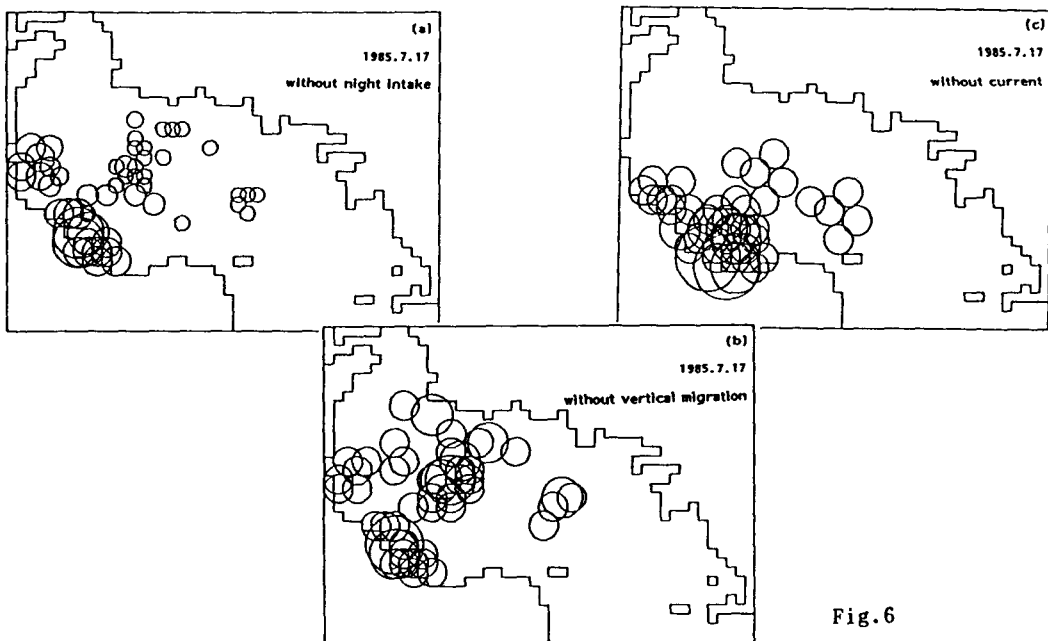 (a)
1985.7.17
without night intake
(c)
1985.7.17
without current
(b)
1985.7.17
without vertical migration
Fig.6